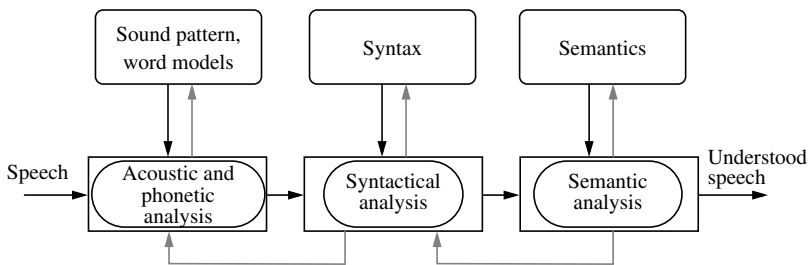 Sound pattern,
word models
Syntax
Semantics
Speech
Acoustic and
phonetic
analysis
Syntactical
analysis
Semantic
analysis
Understood
speech